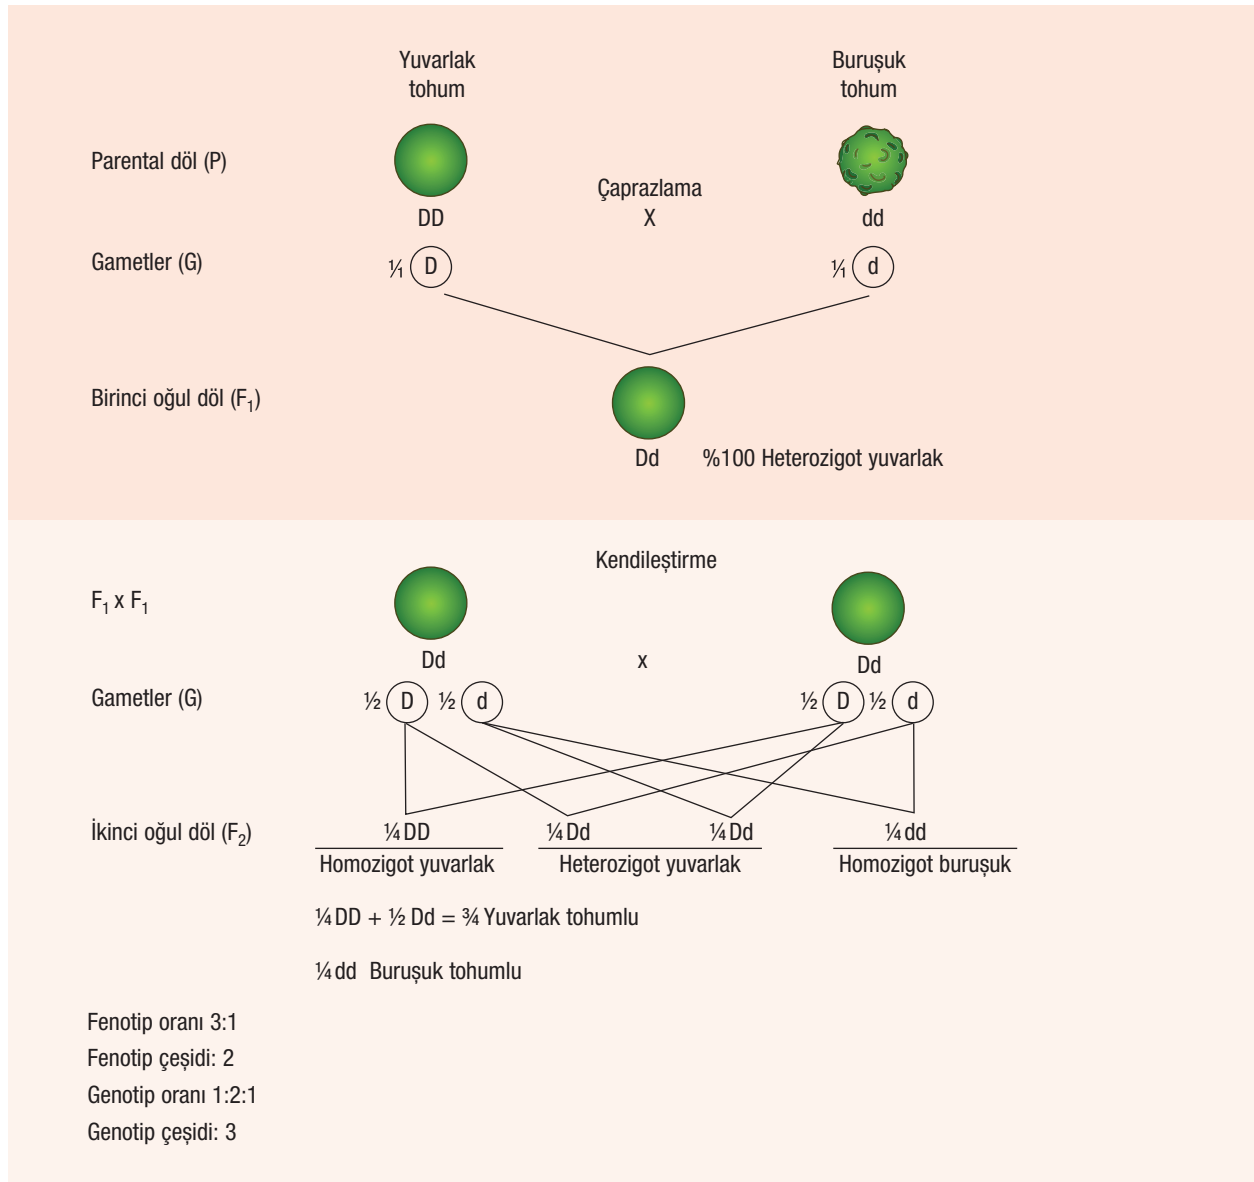 Yuvarlak
tohum
Buruşuk
tohum
Parental döl (P)
Çaprazlama
DD
X
dd
Gametler (G)
⅟₁ D
⅟₁ d
Birinci oğul döl (F₁)
Dd %100 Heterozigot yuvarlak
Kendileştirme
F₁ x F₁
Dd
x
Dd
Gametler (G)
½ D ½ d
½ D ½ d
İkinci oğul döl (F₂)
¼ DD
¼ Dd
¼ Dd
¼ dd
Homozigot yuvarlak
Heterozigot yuvarlak
Homozigot buruşuk
¼ DD + ½ Dd = ¾ Yuvarlak tohumlu
¼ dd Buruşuk tohumlu
Fenotip oranı 3:1
Fenotip çeşidi: 2
Genotip oranı 1:2:1
Genotip çeşidi: 3